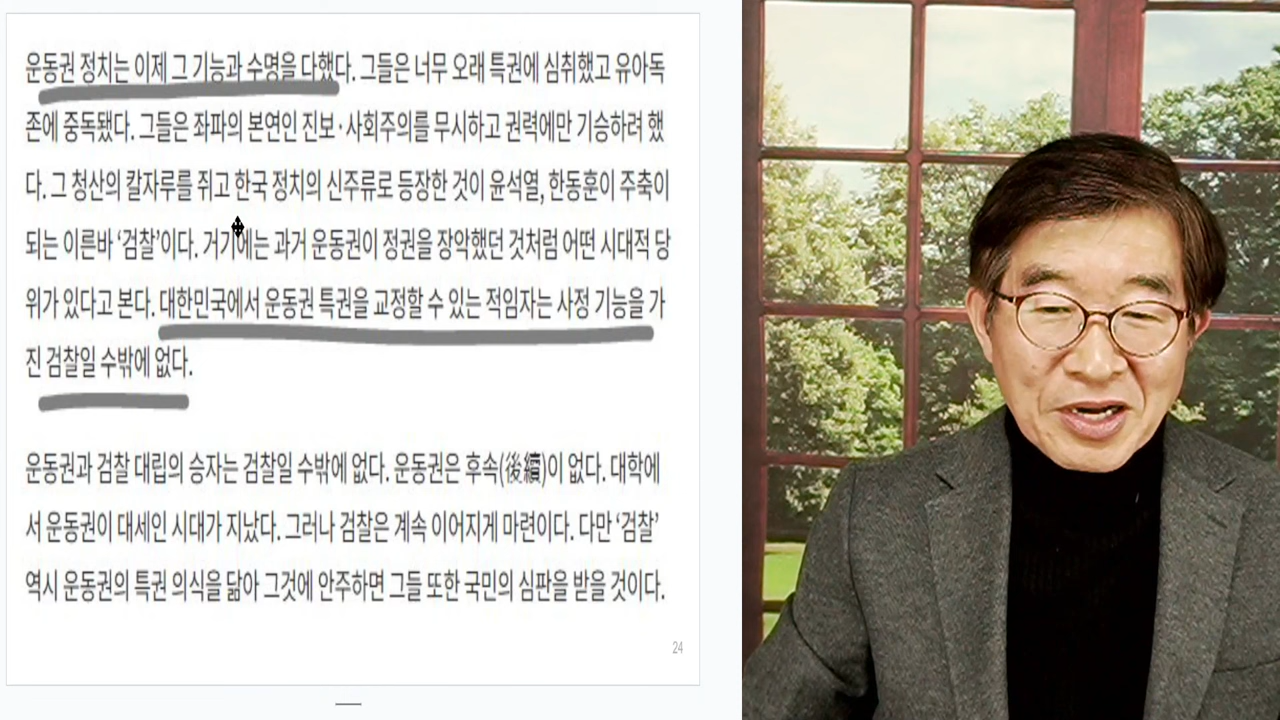 운동권 정치는 이제 그 기능과 수명을 다했다. 그들은 너무 오래 특권에 심취했고 유아독
존에 중독됐다. 그들은 좌파의 본연인 진보·사회주의를 무시하고 권력에만 기승하려 했
다. 그 청산의 칼자루를 쥐고 한국 정치의 신주류로 등장한 것이 윤석열, 한동훈이 주축이
되는 이른바 ‘검찰’이다. 거기에는 과거 운동권이 정권을 장악했던 것처럼 어떤 시대적 당
위가 있다고 본다. 대한민국에서 운동권 특권을 교정할 수 있는 적임자는 사정 기능을 가
진 검찰일 수밖에 없다.
운동권과 검찰 대립의 승자는 검찰일 수밖에 없다. 운동권은 후속(後續)이 없다. 대학에
서 운동권이 대세인 시대가 지났다. 그러나 검찰은 계속 이어지게 마련이다. 다만 ‘검찰’
역시 운동권의 특권 의식을 닮아 그것에 안주하면 그들 또한 국민의 심판을 받을 것이다.
24